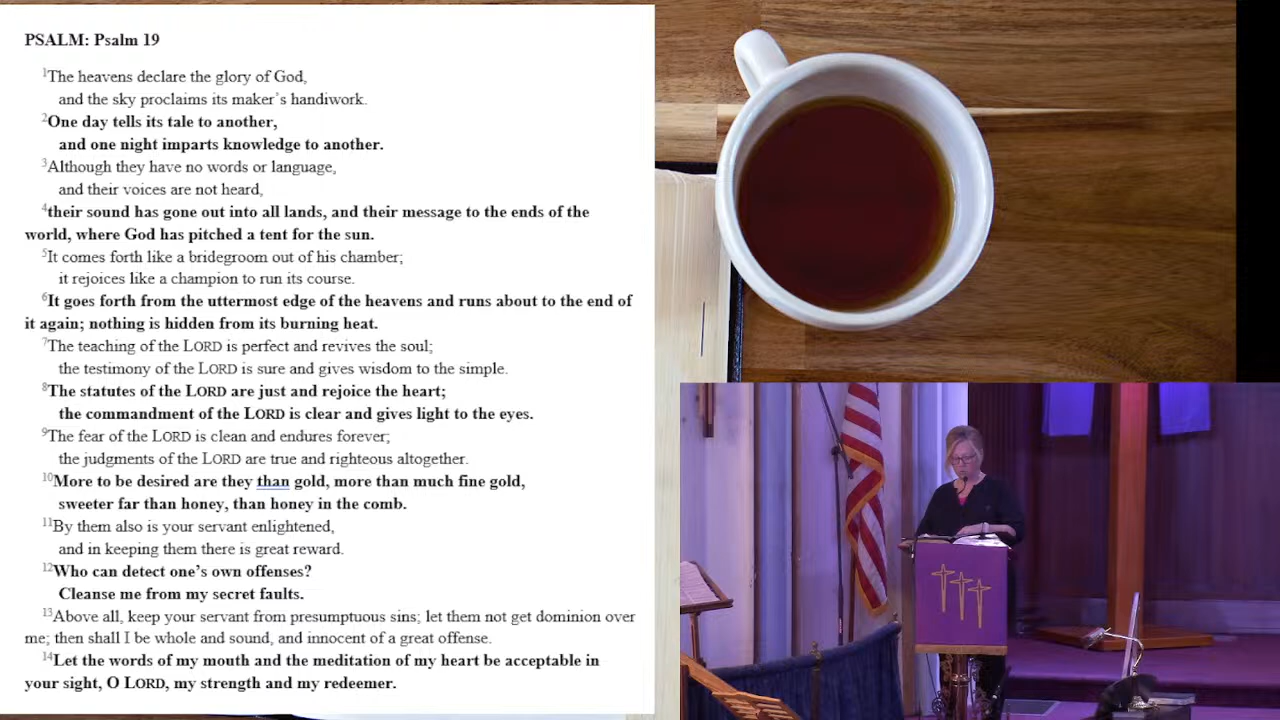 PSALM: Psalm 19
¹The heavens declare the glory of God,
and the sky proclaims its maker's handiwork.
²One day tells its tale to another,
and one night imparts knowledge to another.
³Although they have no words or language,
and their voices are not heard,
⁴their sound has gone out into all lands, and their message to the ends of the
world, where God has pitched a tent for the sun.
⁵It comes forth like a bridegroom out of his chamber;
it rejoices like a champion to run its course.
⁶It goes forth from the uttermost edge of the heavens and runs about to the end of
it again; nothing is hidden from its burning heat.
⁷The teaching of the LORD is perfect and revives the soul;
the testimony of the LORD is sure and gives wisdom to the simple.
⁸The statutes of the LORD are just and rejoice the heart;
the commandment of the LORD is clear and gives light to the eyes.
⁹The fear of the LORD is clean and endures forever;
the judgments of the LORD are true and righteous altogether.
¹⁰More to be desired are they than gold, more than much fine gold,
sweeter far than honey, than honey in the comb.
¹¹By them also is your servant enlightened,
and in keeping them there is great reward.
¹²Who can detect one's own offenses?
Cleanse me from my secret faults.
¹³Above all, keep your servant from presumptuous sins; let them not get dominion over
me; then shall I be whole and sound, and innocent of a great offense.
¹⁴Let the words of my mouth and the meditation of my heart be acceptable in
your sight, O LORD, my strength and my redeemer.